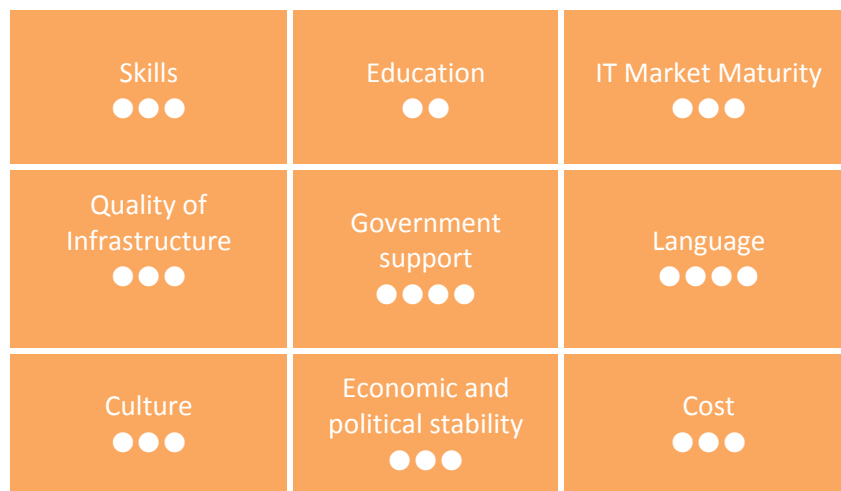 Skills
Education
IT Market Maturity
Quality of
Infrastructure
Government
support
Language
Culture
Economic and
political stability
Cost